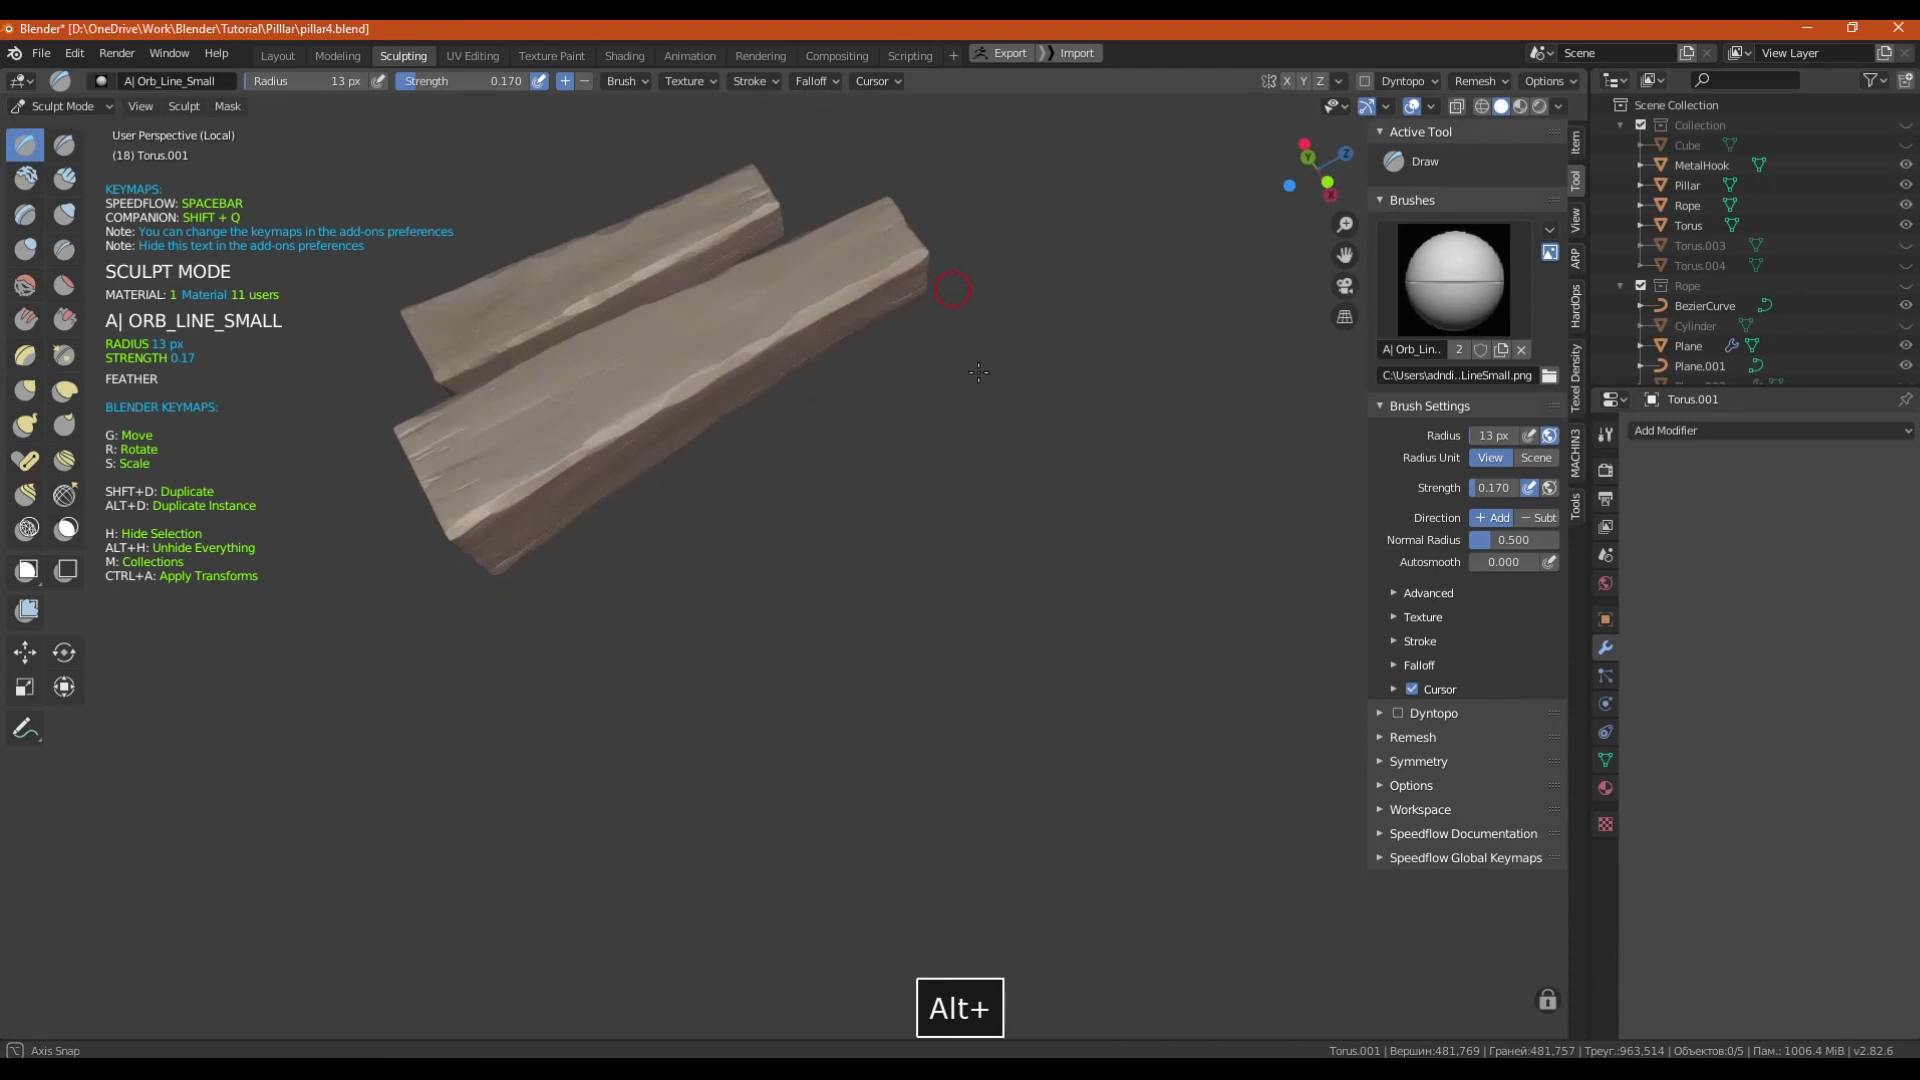 Blender* [D:\OneDrive\Work\Blender\Tutorial\Pilllar\pillar4.blend]
File Edit Render Window Help
Layout Modeling Sculpting UV Editing Texture Paint Shading Animation Rendering Compositing Scripting + Export Import
Scene
View Layer
A| Orb_Line_Small
Radius 13 px
Strength 0.170
Brush Texture Stroke Falloff Cursor
X Y Z
Dyntopo Remesh Options
Sculpt Mode View Sculpt Mask
User Perspective (Local)
(18) Torus.001
KEYMAPS:
SPEEDFLOW: SPACEBAR
COMPANION: SHIFT + Q
Note: You can change the keymaps in the add-ons preferences
Note: Hide this text in the add-ons preferences
SCULPT MODE
MATERIAL: 1 Material 11 users
A| ORB_LINE_SMALL
RADIUS 13 px
STRENGTH 0.17
FEATHER
BLENDER KEYMAPS:
G: Move
R: Rotate
S: Scale
SHFT+D: Duplicate
ALT+D: Duplicate Instance
H: Hide Selection
ALT+H: Unhide Everything
M: Collections
CTRL+A: Apply Transforms
Y
Z
X
Active Tool
Draw
Brushes
A| Orb_Lin.. 2
C:\Users\adndi..LineSmall.png
Brush Settings
Radius 13 px
Radius Unit View Scene
Strength 0.170
Direction + Add − Subt
Normal Radius 0.500
Autosmooth 0.000
Advanced
Texture
Stroke
Falloff
Cursor
Dyntopo
Remesh
Symmetry
Options
Workspace
Speedflow Documentation
Speedflow Global Keymaps
Item
Tool
View
ARP
HardOps
Texel Density
MACHIN3
Tools
Scene Collection
Collection
Cube
MetalHook
Pillar
Rope
Torus
Torus.003
Torus.004
Rope
BezierCurve
Cylinder
Plane
Plane.001
Torus.001
Add Modifier
Alt+
Axis Snap
Torus.001 | Вершин:481,769 | Граней:481,757 | Треуг.:963,514 | Объектов:0/5 | Пам.: 1006.4 MiB | v2.82.6